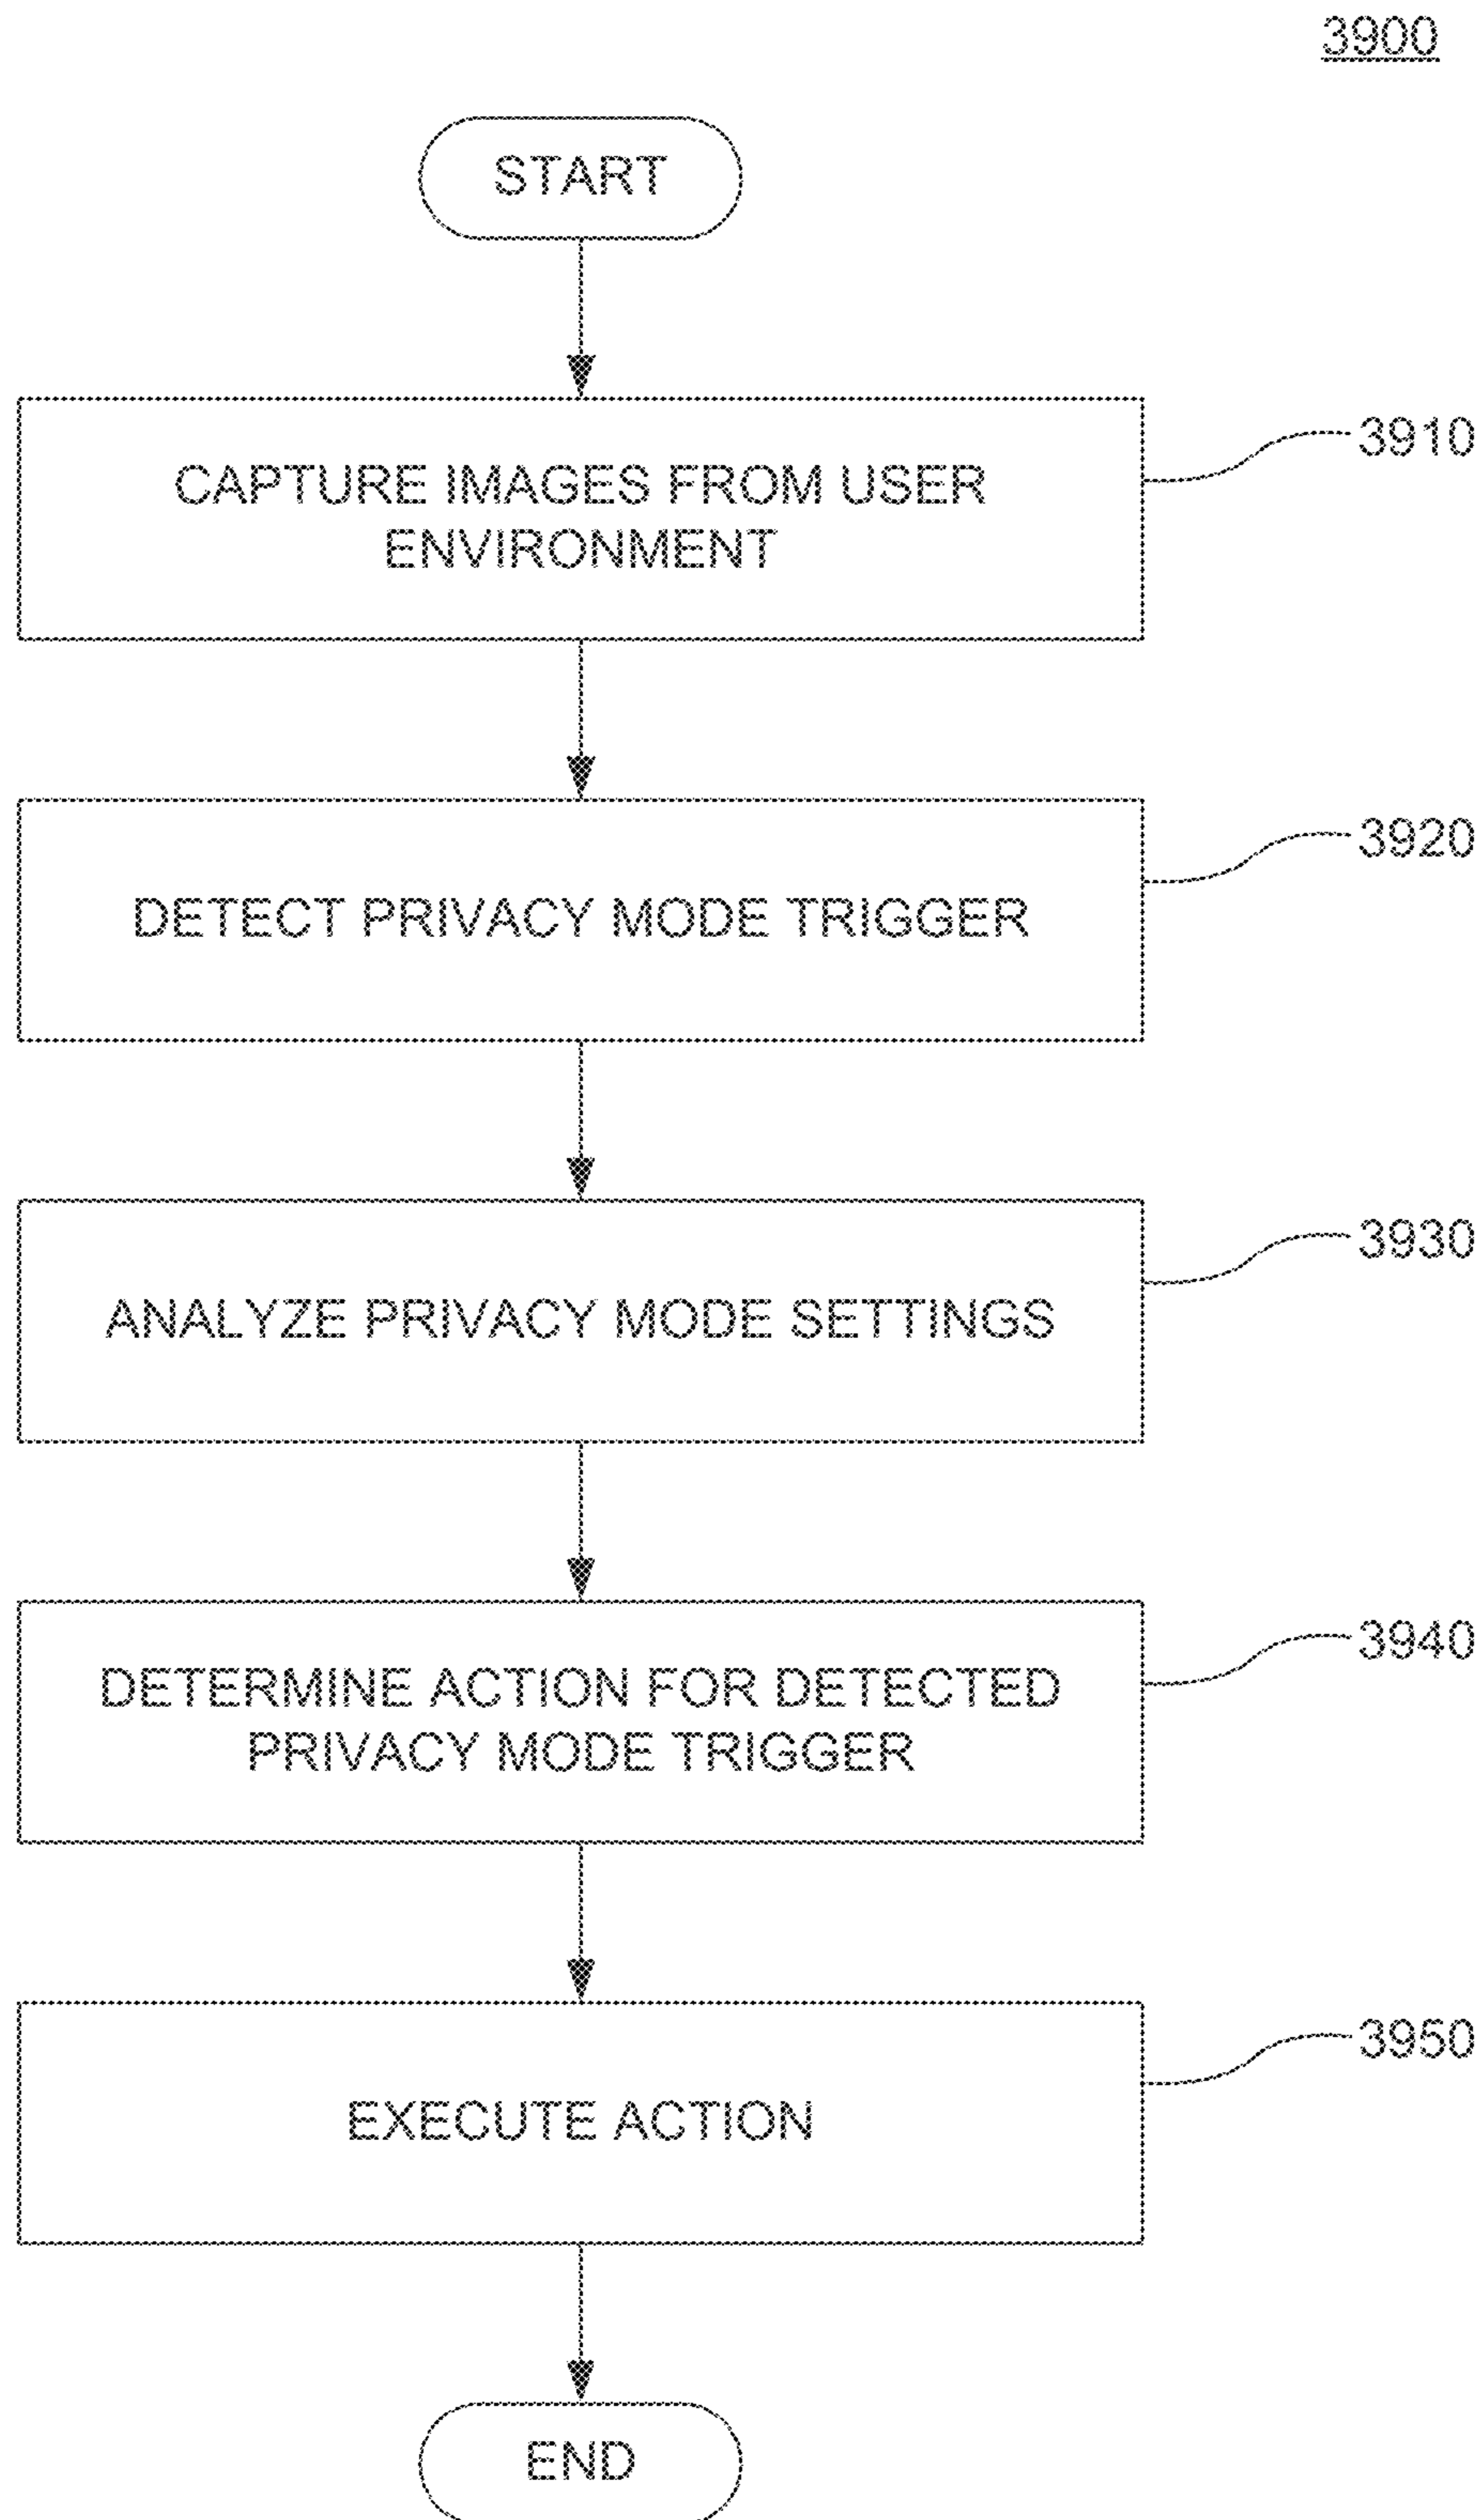 3900
START
CAPTURE IMAGES FROM USER
ENVIRONMENT
3910
DETECT PRIVACY MODE TRIGGER
3920
ANALYZE PRIVACY MODE SETTINGS
3930
DETERMINE ACTION FOR DETECTED
PRIVACY MODE TRIGGER
3940
EXECUTE ACTION
3950
END